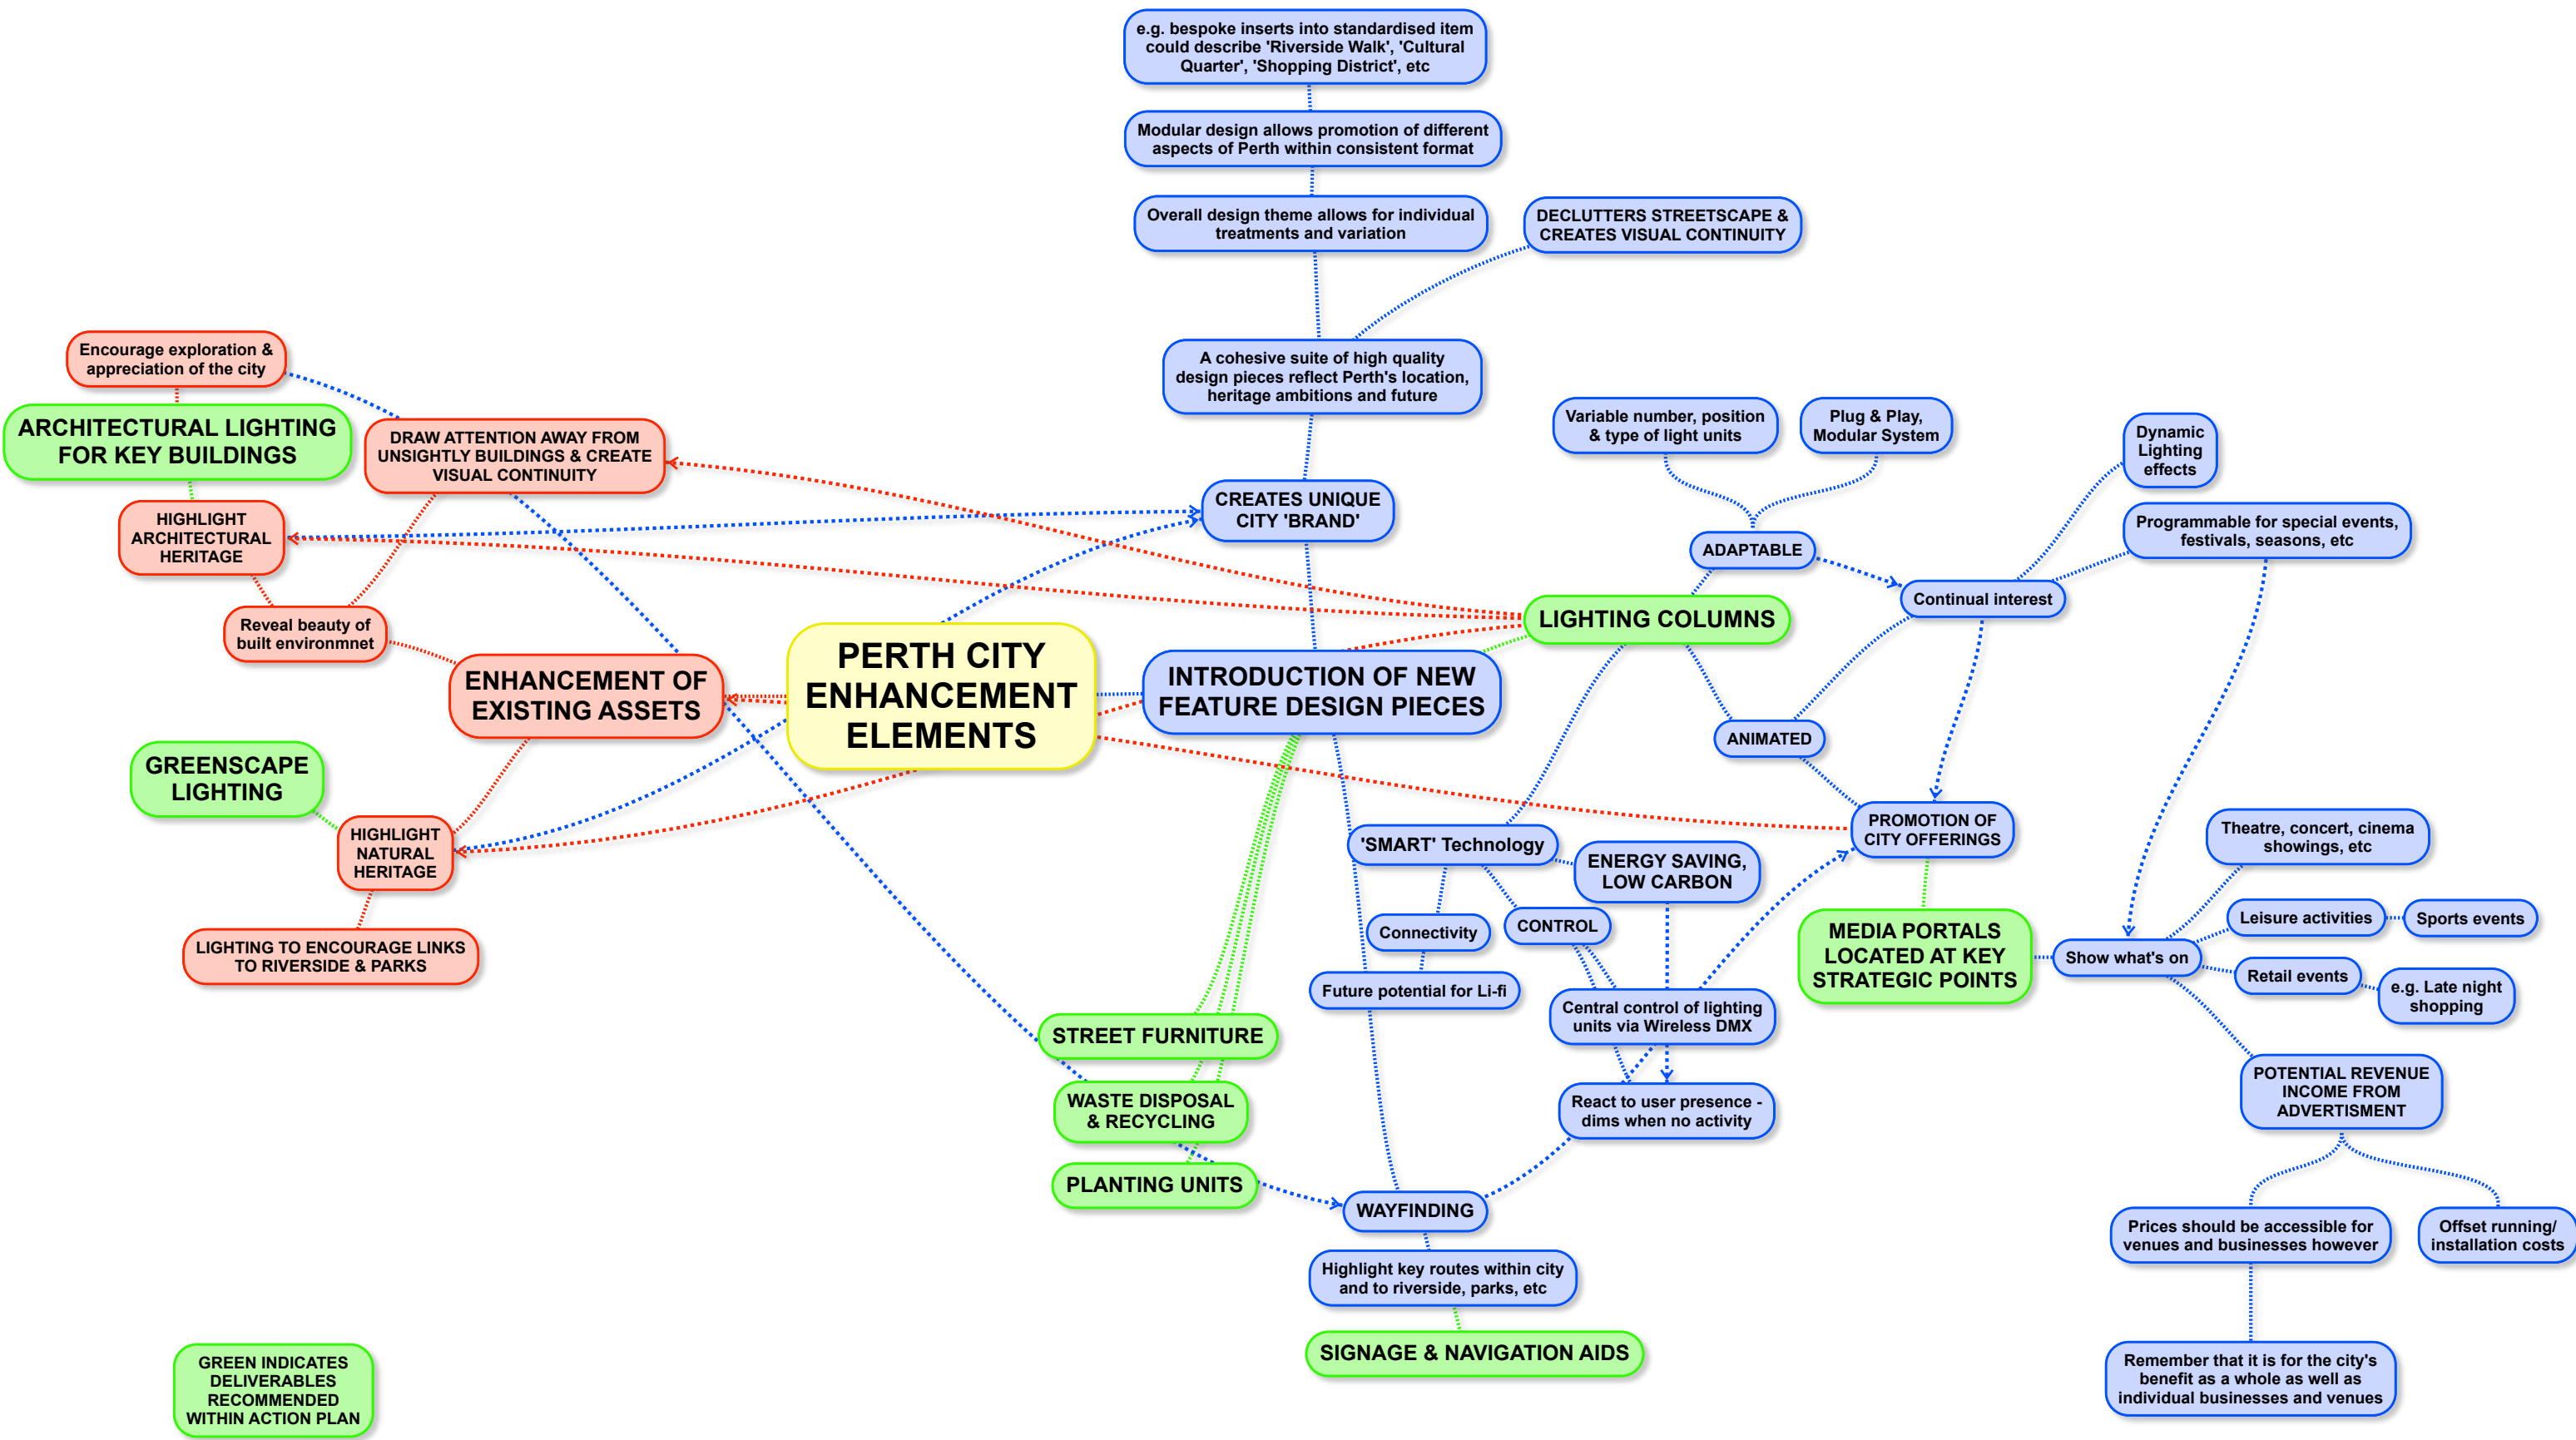 e.g. bespoke inserts into standardised item
could describe 'Riverside Walk', 'Cultural
Quarter', 'Shopping District', etc
Modular design allows promotion of different
aspects of Perth within consistent format
Overall design theme allows for individual
treatments and variation
DECLUTTERS STREETSCAPE &
CREATES VISUAL CONTINUITY
A cohesive suite of high quality
design pieces reflect Perth's location,
heritage ambitions and future
Encourage exploration &
appreciation of the city
ARCHITECTURAL LIGHTING
FOR KEY BUILDINGS
DRAW ATTENTION AWAY FROM
UNSIGHTLY BUILDINGS & CREATE
VISUAL CONTINUITY
HIGHLIGHT
ARCHITECTURAL
HERITAGE
Reveal beauty of
built environmnet
ENHANCEMENT OF
EXISTING ASSETS
GREENSCAPE
LIGHTING
HIGHLIGHT
NATURAL
HERITAGE
LIGHTING TO ENCOURAGE LINKS
TO RIVERSIDE & PARKS
PERTH CITY
ENHANCEMENT
ELEMENTS
CREATES UNIQUE
CITY 'BRAND'
INTRODUCTION OF NEW
FEATURE DESIGN PIECES
Variable number, position
& type of light units
Plug & Play,
Modular System
ADAPTABLE
LIGHTING COLUMNS
Dynamic
Lighting
effects
Programmable for special events,
festivals, seasons, etc
Continual interest
ANIMATED
PROMOTION OF
CITY OFFERINGS
'SMART' Technology
ENERGY SAVING,
LOW CARBON
Connectivity
CONTROL
Future potential for Li-fi
Central control of lighting
units via Wireless DMX
React to user presence -
dims when no activity
MEDIA PORTALS
LOCATED AT KEY
STRATEGIC POINTS
Show what's on
Theatre, concert, cinema
showings, etc
Leisure activities
Sports events
Retail events
e.g. Late night
shopping
POTENTIAL REVENUE
INCOME FROM
ADVERTISMENT
Prices should be accessible for
venues and businesses however
Offset running/
installation costs
Remember that it is for the city's
benefit as a whole as well as
individual businesses and venues
STREET FURNITURE
WASTE DISPOSAL
& RECYCLING
PLANTING UNITS
WAYFINDING
Highlight key routes within city
and to riverside, parks, etc
SIGNAGE & NAVIGATION AIDS
GREEN INDICATES
DELIVERABLES
RECOMMENDED
WITHIN ACTION PLAN